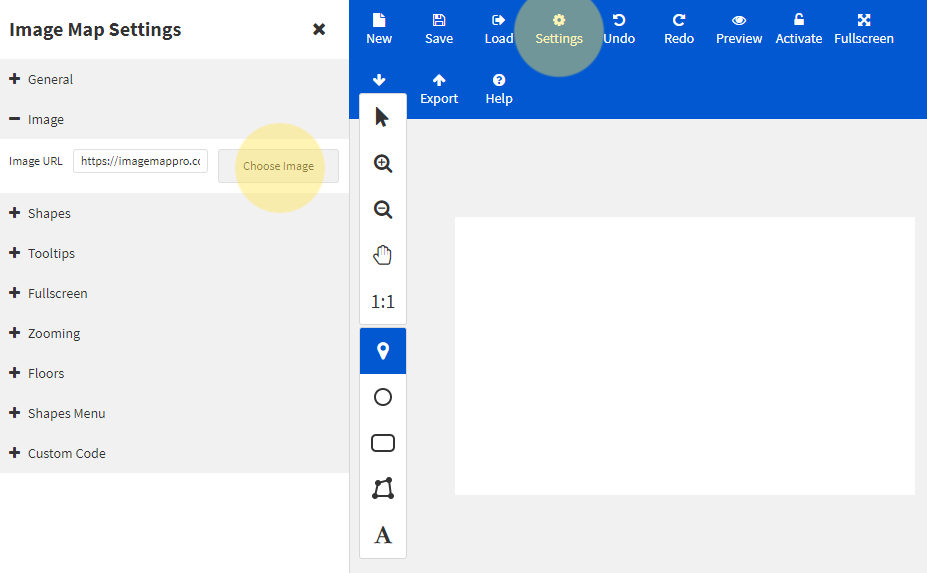 Image Map Settings
General
Image
Image URL https://imagemappro.cc Choose Image
Shapes
Tooltips
Fullscreen
Zooming
Floors
Shapes Menu
Custom Code
New Save Load Settings Undo Redo Preview Activate Fullscreen
Export Help
1:1
A